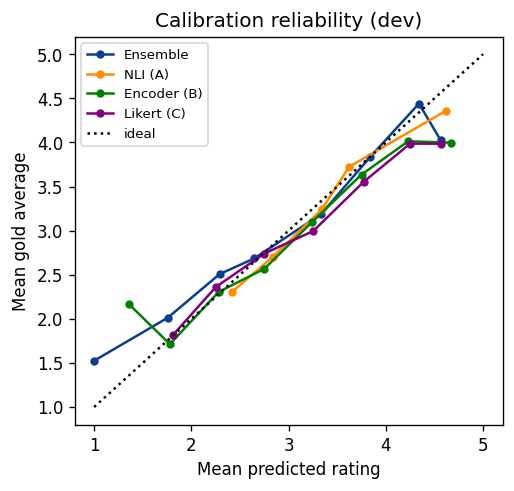 Calibration reliability (dev)
Ensemble
NLI (A)
Encoder (B)
Likert (C)
ideal
5.0
4.5
4.0
3.5
3.0
2.5
2.0
1.5
1.0
Mean gold average
1 2 3 4 5
Mean predicted rating